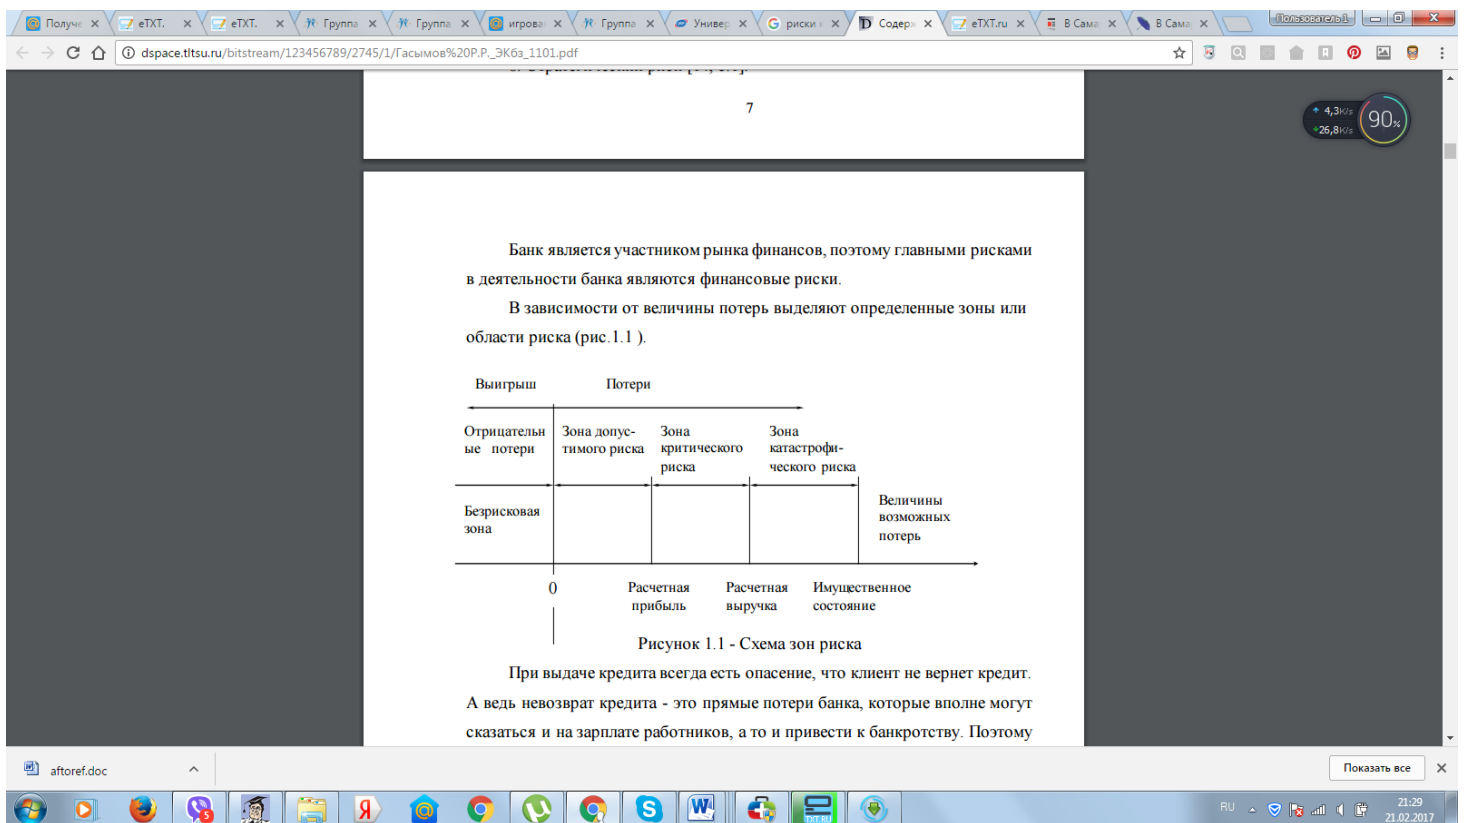 Получе
eTXT.
eTXT.
Группа
Группа
игрова
Группа
Универ
риски
Содерж
eTXT.ru
В Сама
В Сама
Пользователь 1
dspace.tltsu.ru/bitstream/123456789/2745/1/Гасымов%20Р.Р._ЭКбз_1101.pdf
7
4,3K/s
26,8K/s
90%
Банк является участником рынка финансов, поэтому главными рисками
в деятельности банка являются финансовые риски.
В зависимости от величины потерь выделяют определенные зоны или
области риска (рис.1.1 ).
Выигрыш Потери
Отрицательн
ые потери
Зона допус-
тимого риска
Зона
критического
риска
Зона
катастрофи-
ческого риска
Безрисковая
зона
Величины
возможных
потерь
0
Расчетная
прибыль
Расчетная
выручка
Имущественное
состояние
Рисунок 1.1 - Схема зон риска
При выдаче кредита всегда есть опасение, что клиент не вернет кредит.
А ведь невозврат кредита - это прямые потери банка, которые вполне могут
сказаться и на зарплате работников, а то и привести к банкротству. Поэтому
aftoref.doc
Показать все
5
TXT.RU
RU
21:29
21.02.2017